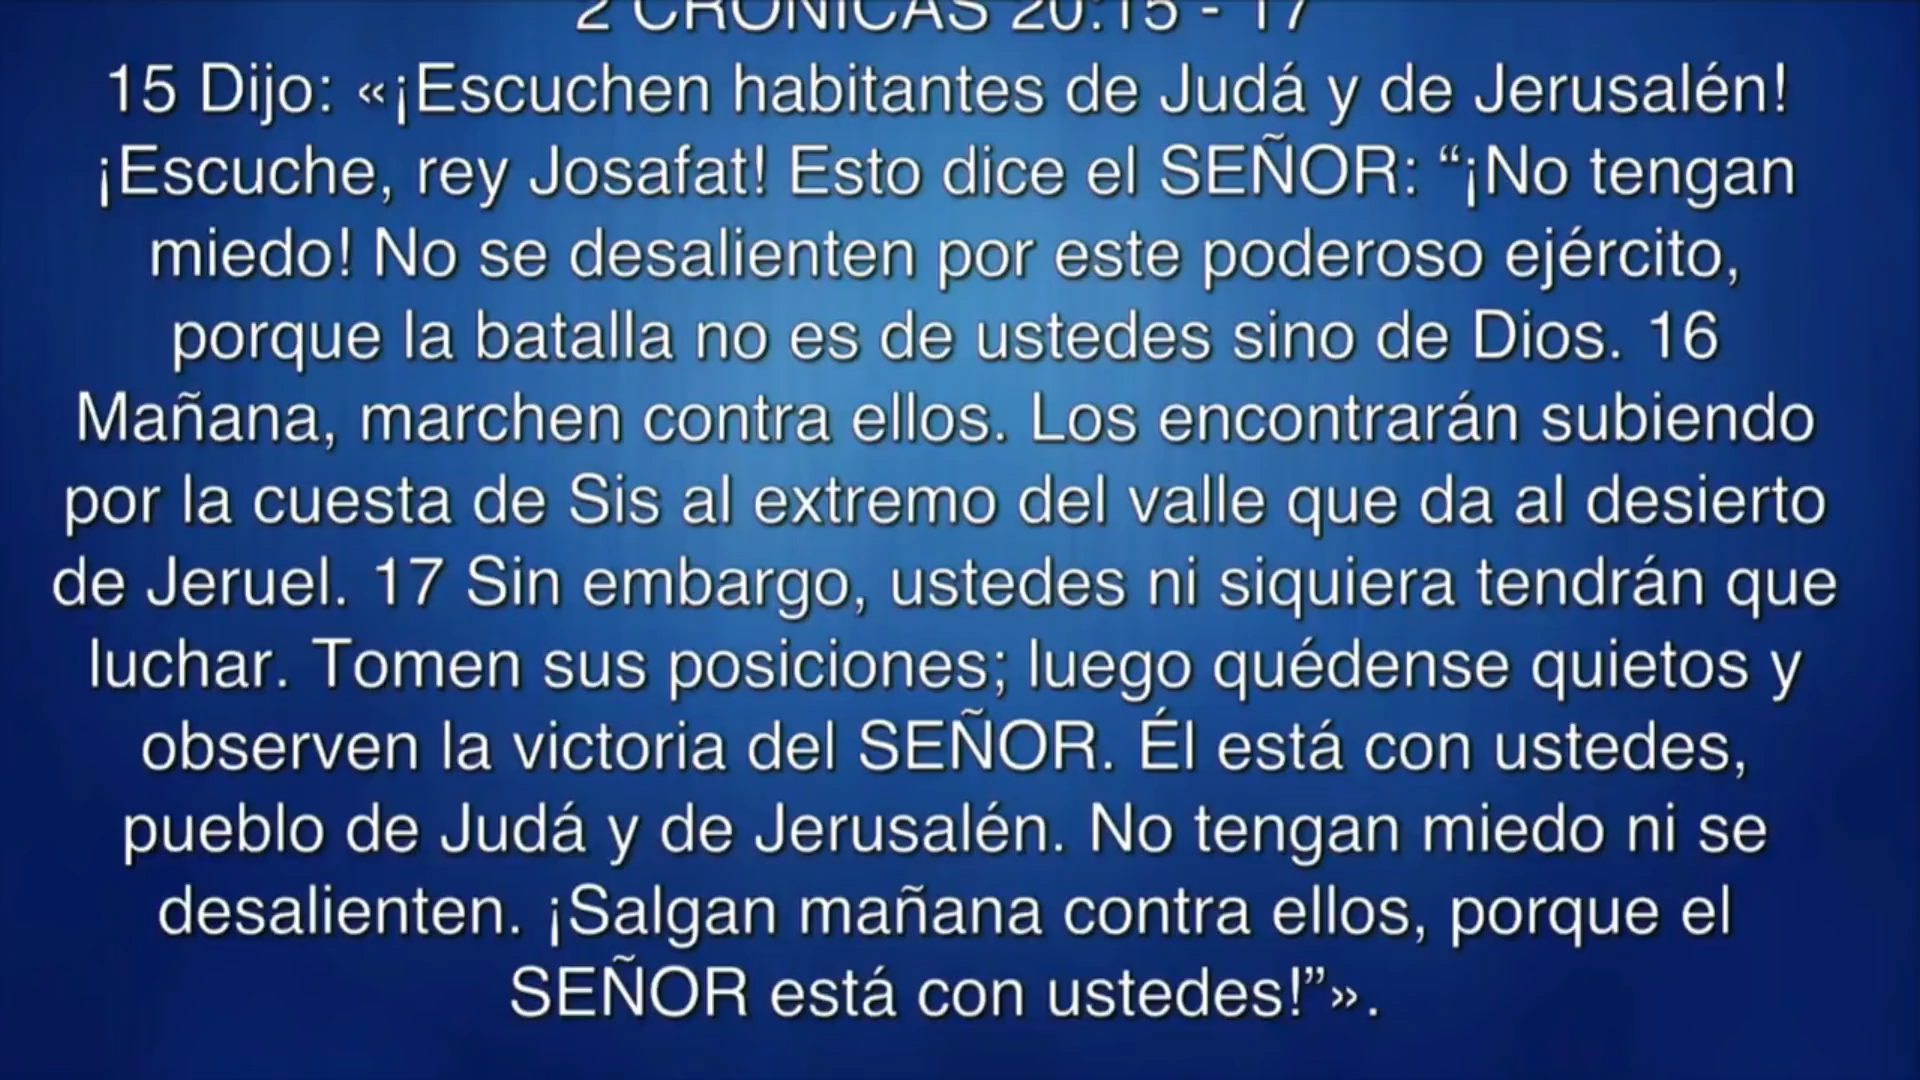 2 CRÓNICAS 20:15 - 17
15 Dijo: «¡Escuchen habitantes de Judá y de Jerusalén!
¡Escuche, rey Josafat! Esto dice el SEÑOR: “¡No tengan
miedo! No se desalienten por este poderoso ejército,
porque la batalla no es de ustedes sino de Dios. 16
Mañana, marchen contra ellos. Los encontrarán subiendo
por la cuesta de Sis al extremo del valle que da al desierto
de Jeruel. 17 Sin embargo, ustedes ni siquiera tendrán que
luchar. Tomen sus posiciones; luego quédense quietos y
observen la victoria del SEÑOR. Él está con ustedes,
pueblo de Judá y de Jerusalén. No tengan miedo ni se
desalienten. ¡Salgan mañana contra ellos, porque el
SEÑOR está con ustedes!”».